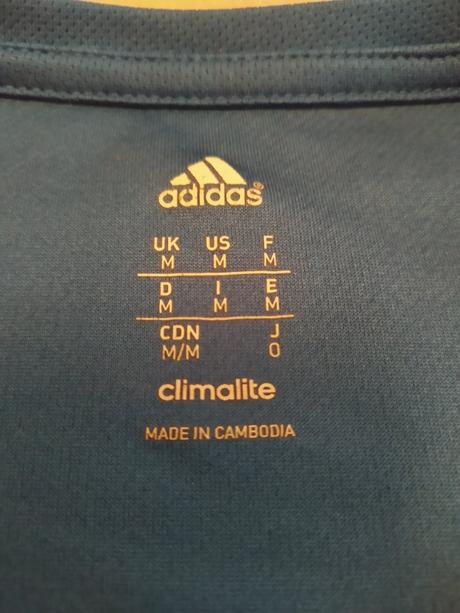 adidas®
UK US F
M M M
D I E
M M M
CDN J
M/M O
climalite
MADE IN CAMBODIA